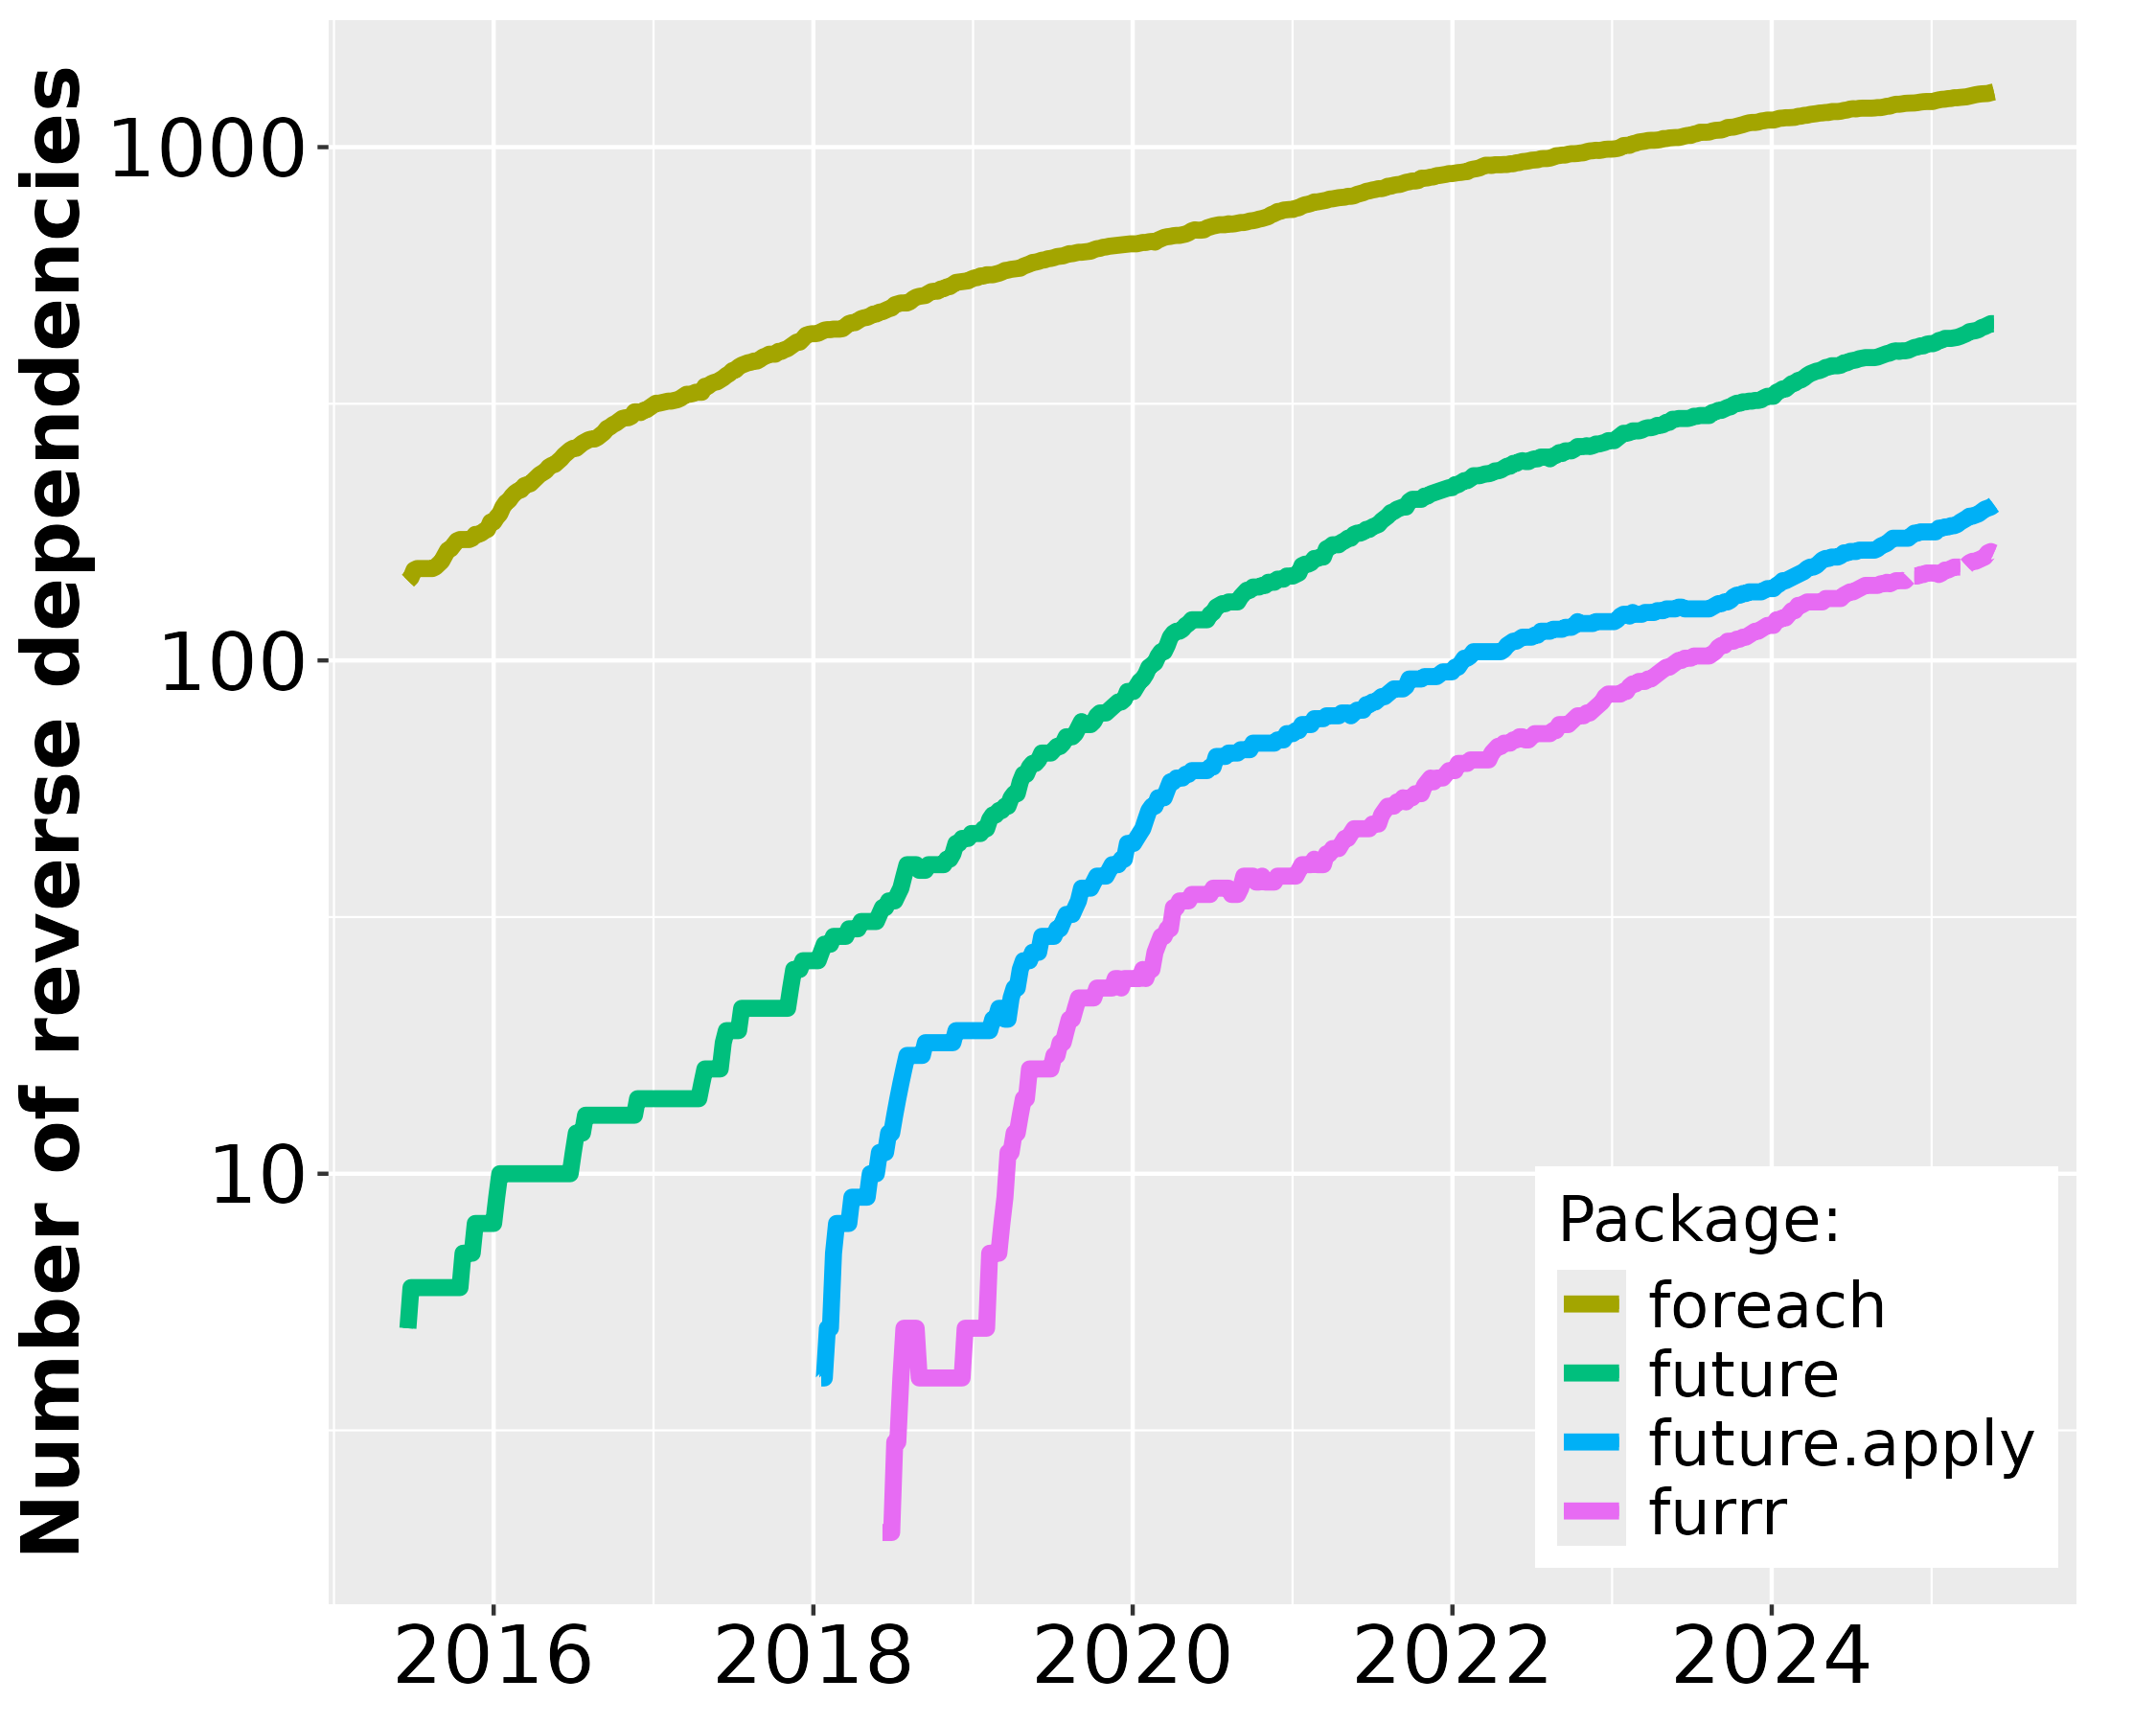 Number of reverse dependencies
1000
100
10
2016 2018 2020 2022 2024
Package:
foreach
future
future.apply
furrr